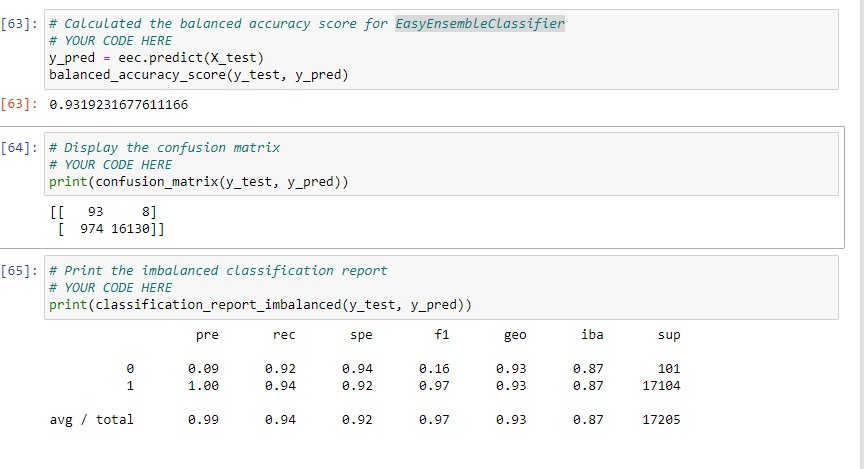 [63]: # Calculated the balanced accuracy score for EasyEnsembleClassifier
# YOUR CODE HERE
y_pred = eec.predict(X_test)
balanced_accuracy_score(y_test, y_pred)
[63]: 0.9319231677611166
[64]: # Display the confusion matrix
# YOUR CODE HERE
print(confusion_matrix(y_test, y_pred))
[[   93     8]
 [  974 16130]]
[65]: # Print the imbalanced classification report
# YOUR CODE HERE
print(classification_report_imbalanced(y_test, y_pred))
pre rec spe f1 geo iba sup
0 0.09 0.92 0.94 0.16 0.93 0.87 101
1 1.00 0.94 0.92 0.97 0.93 0.87 17104
avg / total 0.99 0.94 0.92 0.97 0.93 0.87 17205